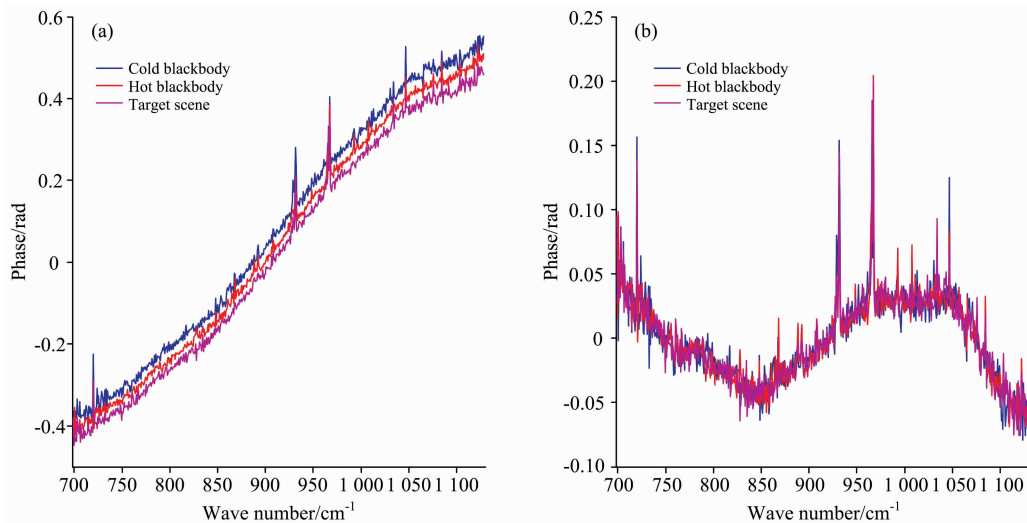 (a)
Cold blackbody
Hot blackbody
Target scene
Phase/rad
0.6
0.4
0.2
0
-0.2
-0.4
700 750 800 850 900 950 1 000 1 050 1 100
Wave number/cm⁻¹
(b)
Cold blackbody
Hot blackbody
Target scene
Phase/rad
0.25
0.20
0.15
0.10
0.05
0
-0.05
-0.10
700 750 800 850 900 950 1 000 1 050 1 100
Wave number/cm⁻¹